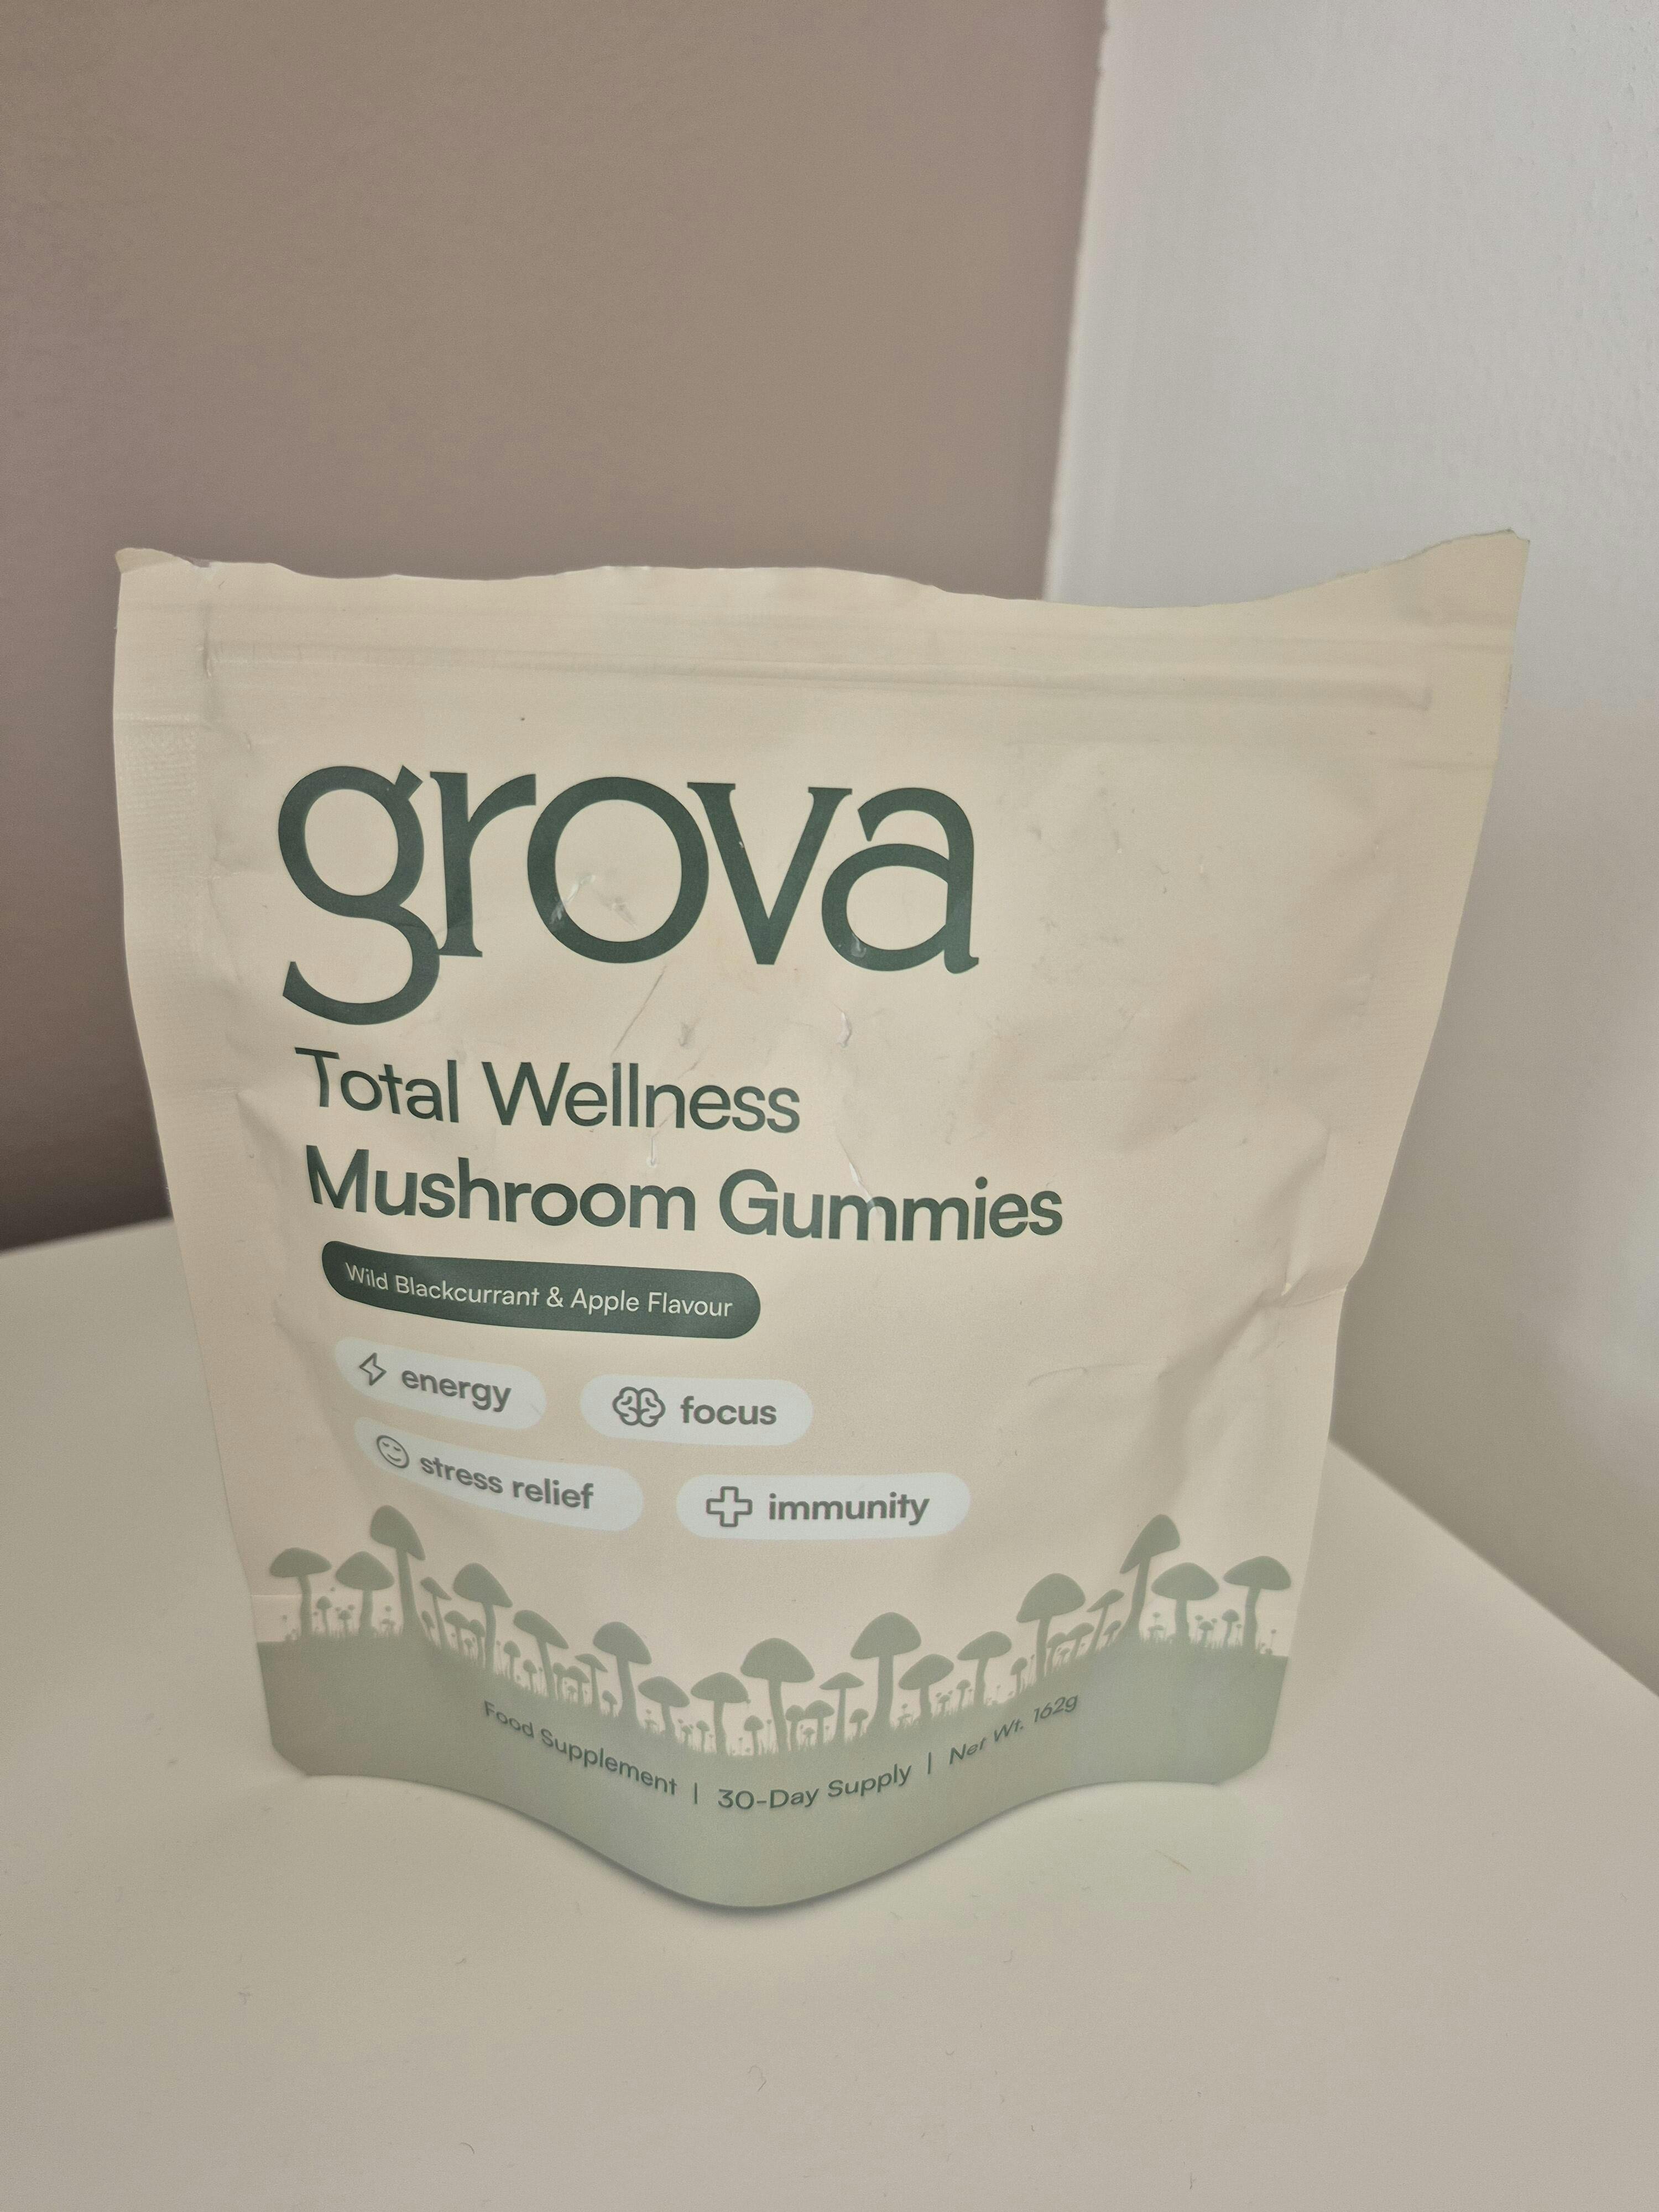 grova
Total Wellness
Mushroom Gummies
Wild Blackcurrant & Apple Flavour
energy
focus
stress relief
immunity
Food Supplement | 30-Day Supply | Net Wt. 162g